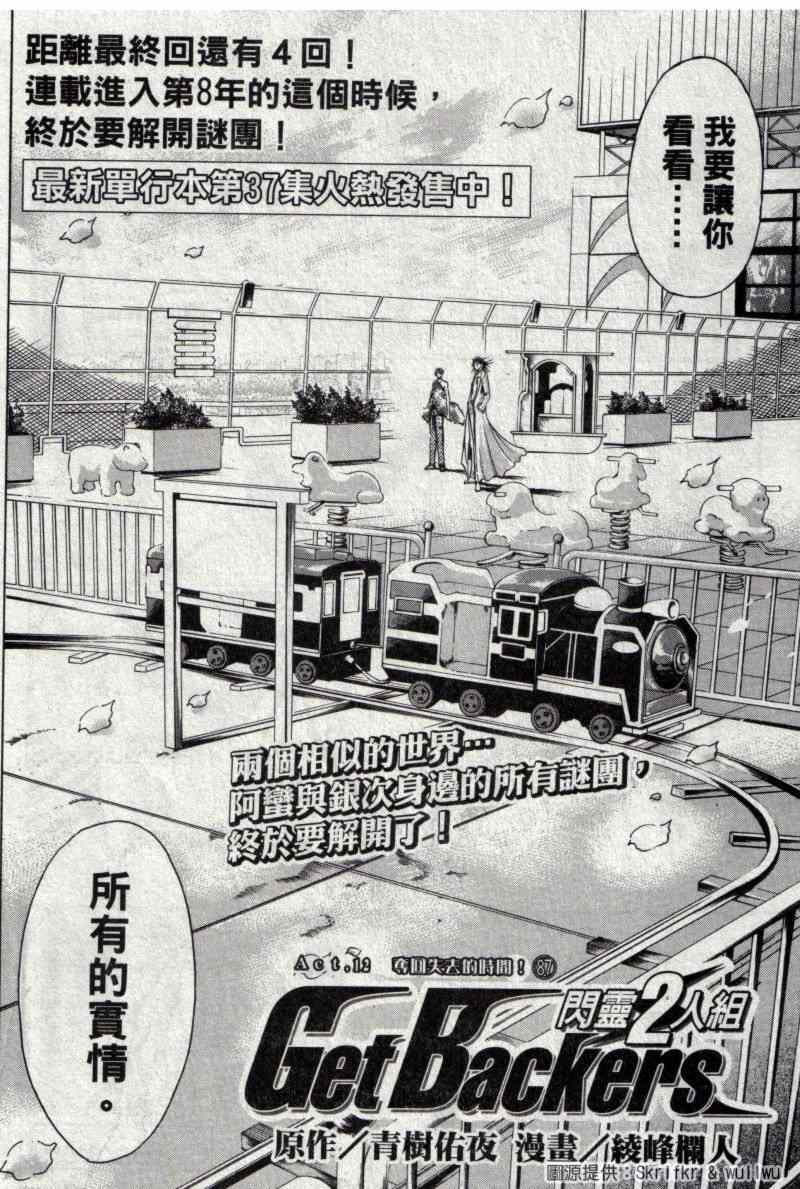 距離最終回還有4回！
連載進入第8年的這個時候，
終於要解開謎團！
最新單行本第37集火熱發售中！
我要讓你
看看……
兩個相似的世界…
阿蠻與銀次身邊的所有謎團，
終於要解開了！
所有的實情。
Act.12 奪回失去的時間！87
GetBackers 閃靈2人組
原作／青樹佑夜 漫畫／綾峰欄人
圖源提供：Skrlfkr & wullwu